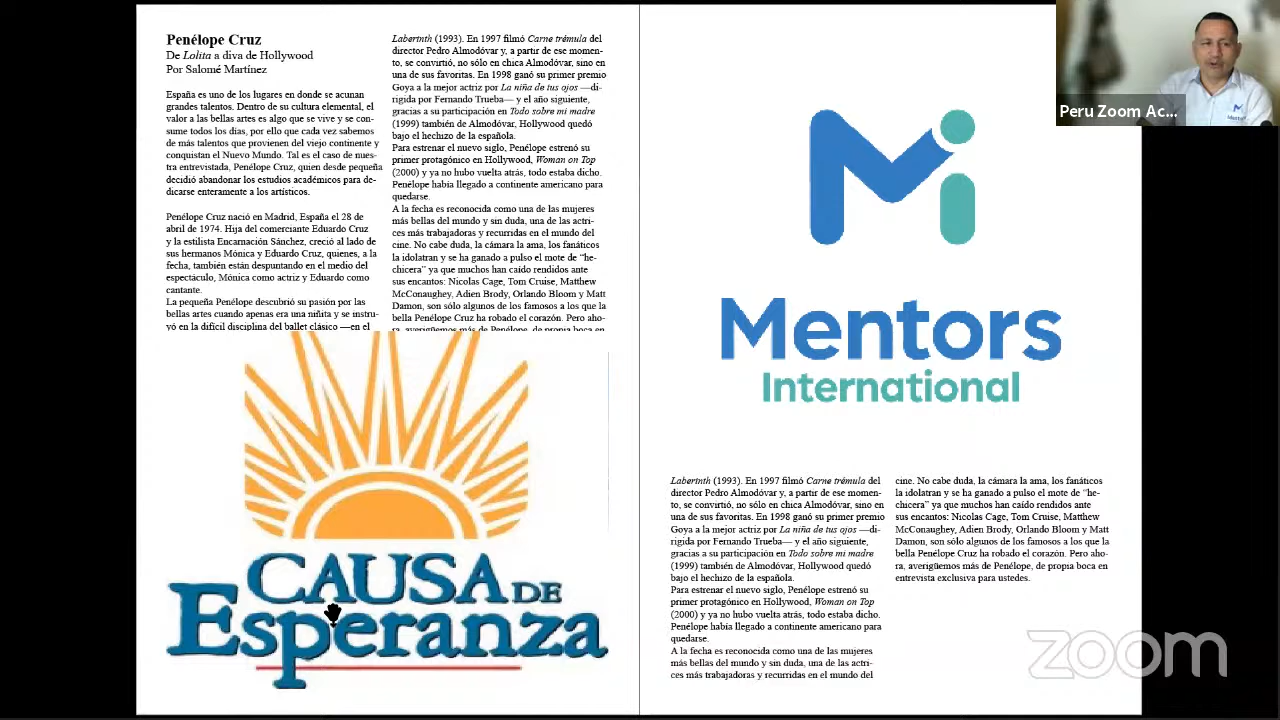 Penélope Cruz
De Lolita a diva de Hollywood
Por Salomé Martínez
España es uno de los lugares en donde se acunan
grandes talentos. Dentro de su cultura elemental, el
valor a las bellas artes es algo que se vive y se con-
sume todos los días, por ello que cada vez sabemos
de más talentos que provienen del viejo continente y
conquistan el Nuevo Mundo. Tal es el caso de nues-
tra entrevistada, Penélope Cruz, quien desde pequeña
decidió abandonar los estudios académicos para de-
dicarse enteramente a los artísticos.
Penélope Cruz nació en Madrid, España el 28 de
abril de 1974. Hija del comerciante Eduardo Cruz
y la estilista Encarnación Sánchez, creció al lado de
sus hermanos Mónica y Eduardo Cruz, quienes, a la
fecha, también están despuntando en el medio del
espectáculo, Mónica como actriz y Eduardo como
cantante.
La pequeña Penélope descubrió su pasión por las
bellas artes cuando apenas era una niñita y se instru-
yó en la difícil disciplina del ballet clásico —en el
Laberinth (1993). En 1997 filmó Carne trémula del
director Pedro Almodóvar y, a partir de ese momen-
to, se convirtió, no sólo en chica Almodóvar, sino en
una de sus favoritas. En 1998 ganó su primer premio
Goya a la mejor actriz por La niña de tus ojos —di-
rigida por Fernando Trueba— y el año siguiente,
gracias a su participación en Todo sobre mi madre
(1999) también de Almodóvar, Hollywood quedó
bajo el hechizo de la española.
Para estrenar el nuevo siglo, Penélope estrenó su
primer protagónico en Hollywood, Woman on Top
(2000) y ya no hubo vuelta atrás, todo estaba dicho.
Penélope había llegado a continente americano para
quedarse.
A la fecha es reconocida como una de las mujeres
más bellas del mundo y sin duda, una de las actri-
ces más trabajadoras y recurridas en el mundo del
cine. No cabe duda, la cámara la ama, los fanáticos
la idolatran y se ha ganado a pulso el mote de “he-
chicera” ya que muchos han caído rendidos ante
sus encantos: Nicolas Cage, Tom Cruise, Matthew
McConaughey, Adien Brody, Orlando Bloom y Matt
Damon, son sólo algunos de los famosos a los que la
bella Penélope Cruz ha robado el corazón. Pero aho-
ra, averigüemos más de Penélope, de propia boca en
CAUSA DE
Esperanza
Mi
Mentors
International
Laberinth (1993). En 1997 filmó Carne trémula del
director Pedro Almodóvar y, a partir de ese momen-
to, se convirtió, no sólo en chica Almodóvar, sino en
una de sus favoritas. En 1998 ganó su primer premio
Goya a la mejor actriz por La niña de tus ojos —di-
rigida por Fernando Trueba— y el año siguiente,
gracias a su participación en Todo sobre mi madre
(1999) también de Almodóvar, Hollywood quedó
bajo el hechizo de la española.
Para estrenar el nuevo siglo, Penélope estrenó su
primer protagónico en Hollywood, Woman on Top
(2000) y ya no hubo vuelta atrás, todo estaba dicho.
Penélope había llegado a continente americano para
quedarse.
A la fecha es reconocida como una de las mujeres
más bellas del mundo y sin duda, una de las actri-
ces más trabajadoras y recurridas en el mundo del
cine. No cabe duda, la cámara la ama, los fanáticos
la idolatran y se ha ganado a pulso el mote de “he-
chicera” ya que muchos han caído rendidos ante
sus encantos: Nicolas Cage, Tom Cruise, Matthew
McConaughey, Adien Brody, Orlando Bloom y Matt
Damon, son sólo algunos de los famosos a los que la
bella Penélope Cruz ha robado el corazón. Pero aho-
ra, averigüemos más de Penélope, de propia boca en
entrevista exclusiva para ustedes.
Peru Zoom Ac...
Mentors
zoom